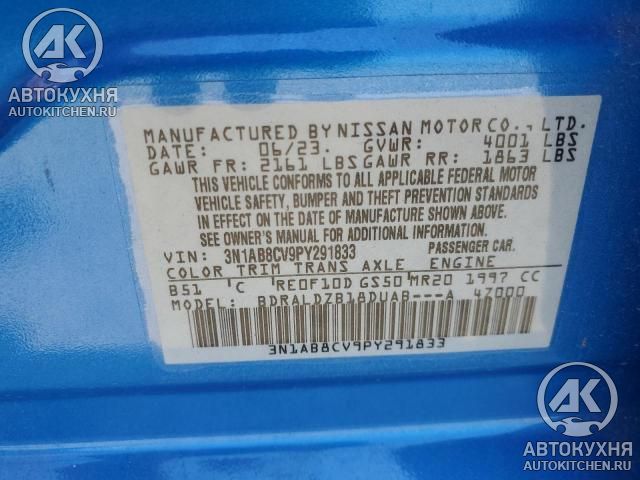 АК
АВТОКУХНЯ
AUTOKITCHEN.RU
MANUFACTURED BY NISSAN MOTOR CO., LTD.
DATE: 06/23. GVWR: 4001 LBS
GAWR FR: 2161 LBS GAWR RR: 1863 LBS
THIS VEHICLE CONFORMS TO ALL APPLICABLE FEDERAL MOTOR
VEHICLE SAFETY, BUMPER AND THEFT PREVENTION STANDARDS
IN EFFECT ON THE DATE OF MANUFACTURE SHOWN ABOVE.
SEE OWNER'S MANUAL FOR ADDITIONAL INFORMATION.
VIN: 3N1AB8CV9PY291833 PASSENGER CAR.
COLOR TRIM TRANS AXLE ENGINE
B51 C RE0F10D GS50 MR20 1997 CC
MODEL: BDRALDZB18DUAB---A 4Z000
3N1AB8CV9PY291833
АК
АВТОКУХНЯ
AUTOKITCHEN.RU